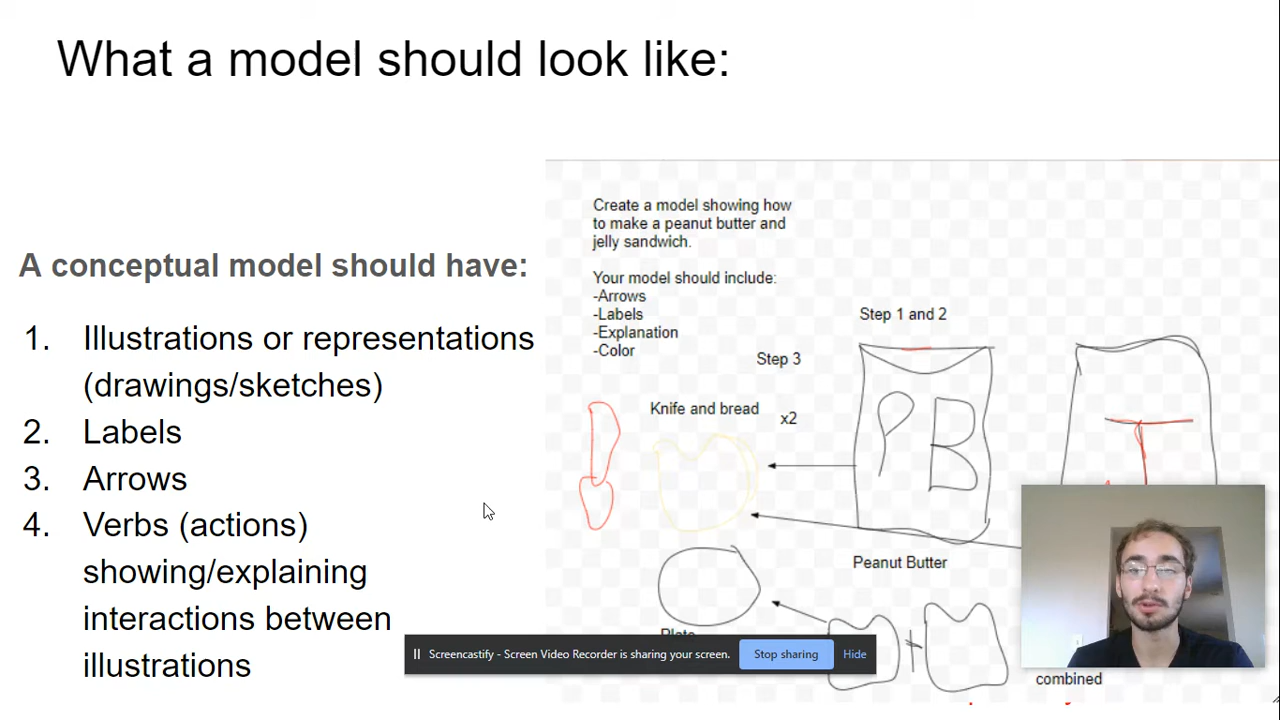 What a model should look like:
A conceptual model should have:
1. Illustrations or representations
(drawings/sketches)
2. Labels
3. Arrows
4. Verbs (actions)
showing/explaining
interactions between
illustrations
Create a model showing how
to make a peanut butter and
jelly sandwich.
Your model should include:
-Arrows
-Labels
-Explanation
-Color
Step 1 and 2
Step 3
Knife and bread
x2
PB
Peanut Butter
Plate
combined
Screencastify - Screen Video Recorder is sharing your screen.
Stop sharing
Hide